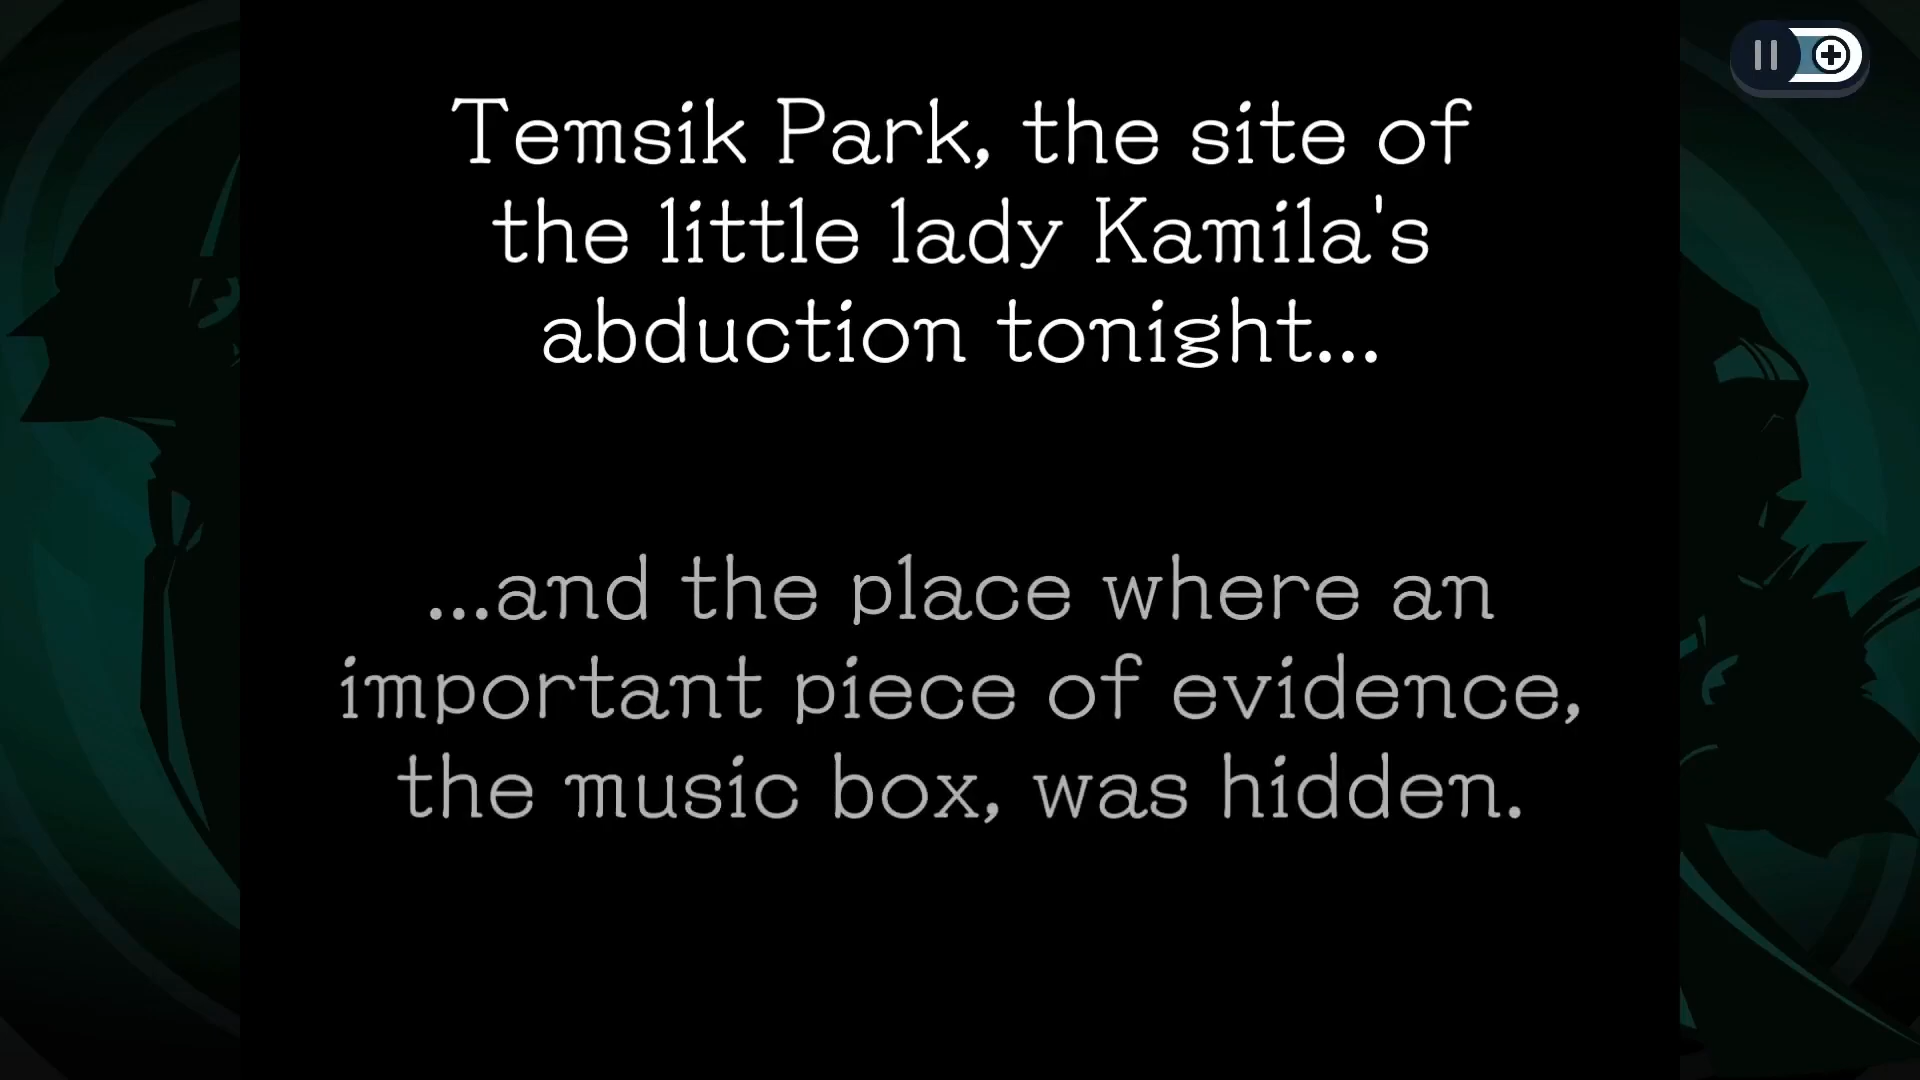 Temsik Park, the site of
the little lady Kamila's
abduction tonight...
...and the place where an
important piece of evidence,
the music box, was hidden.